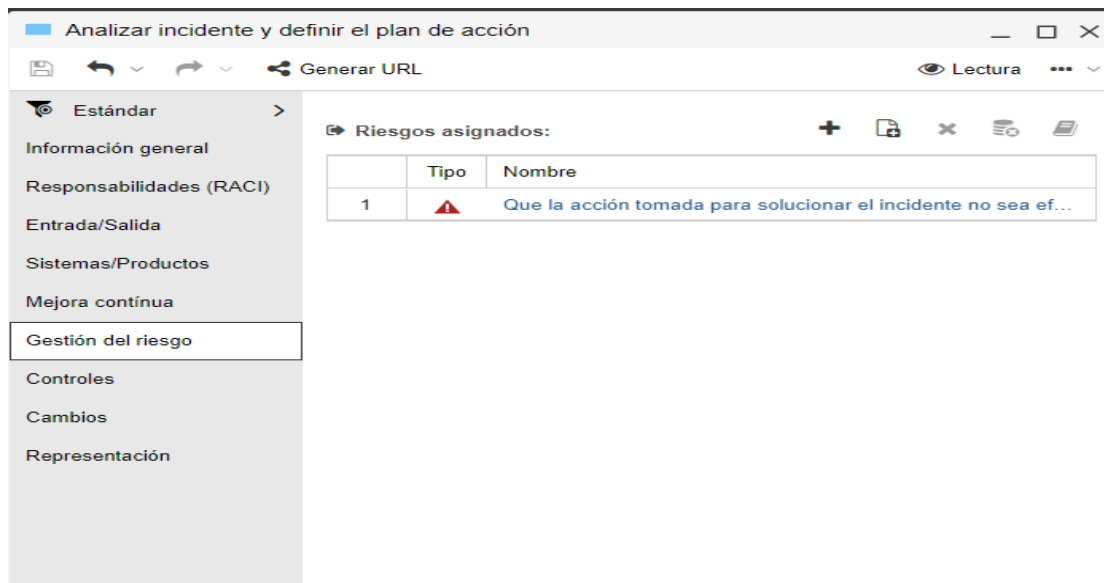 Analizar incidente y definir el plan de acción
Generar URL
Lectura
Estándar
Información general
Responsabilidades (RACI)
Entrada/Salida
Sistemas/Productos
Mejora contínua
Gestión del riesgo
Controles
Cambios
Representación
Riesgos asignados:
Tipo Nombre
1 Que la acción tomada para solucionar el incidente no sea ef...